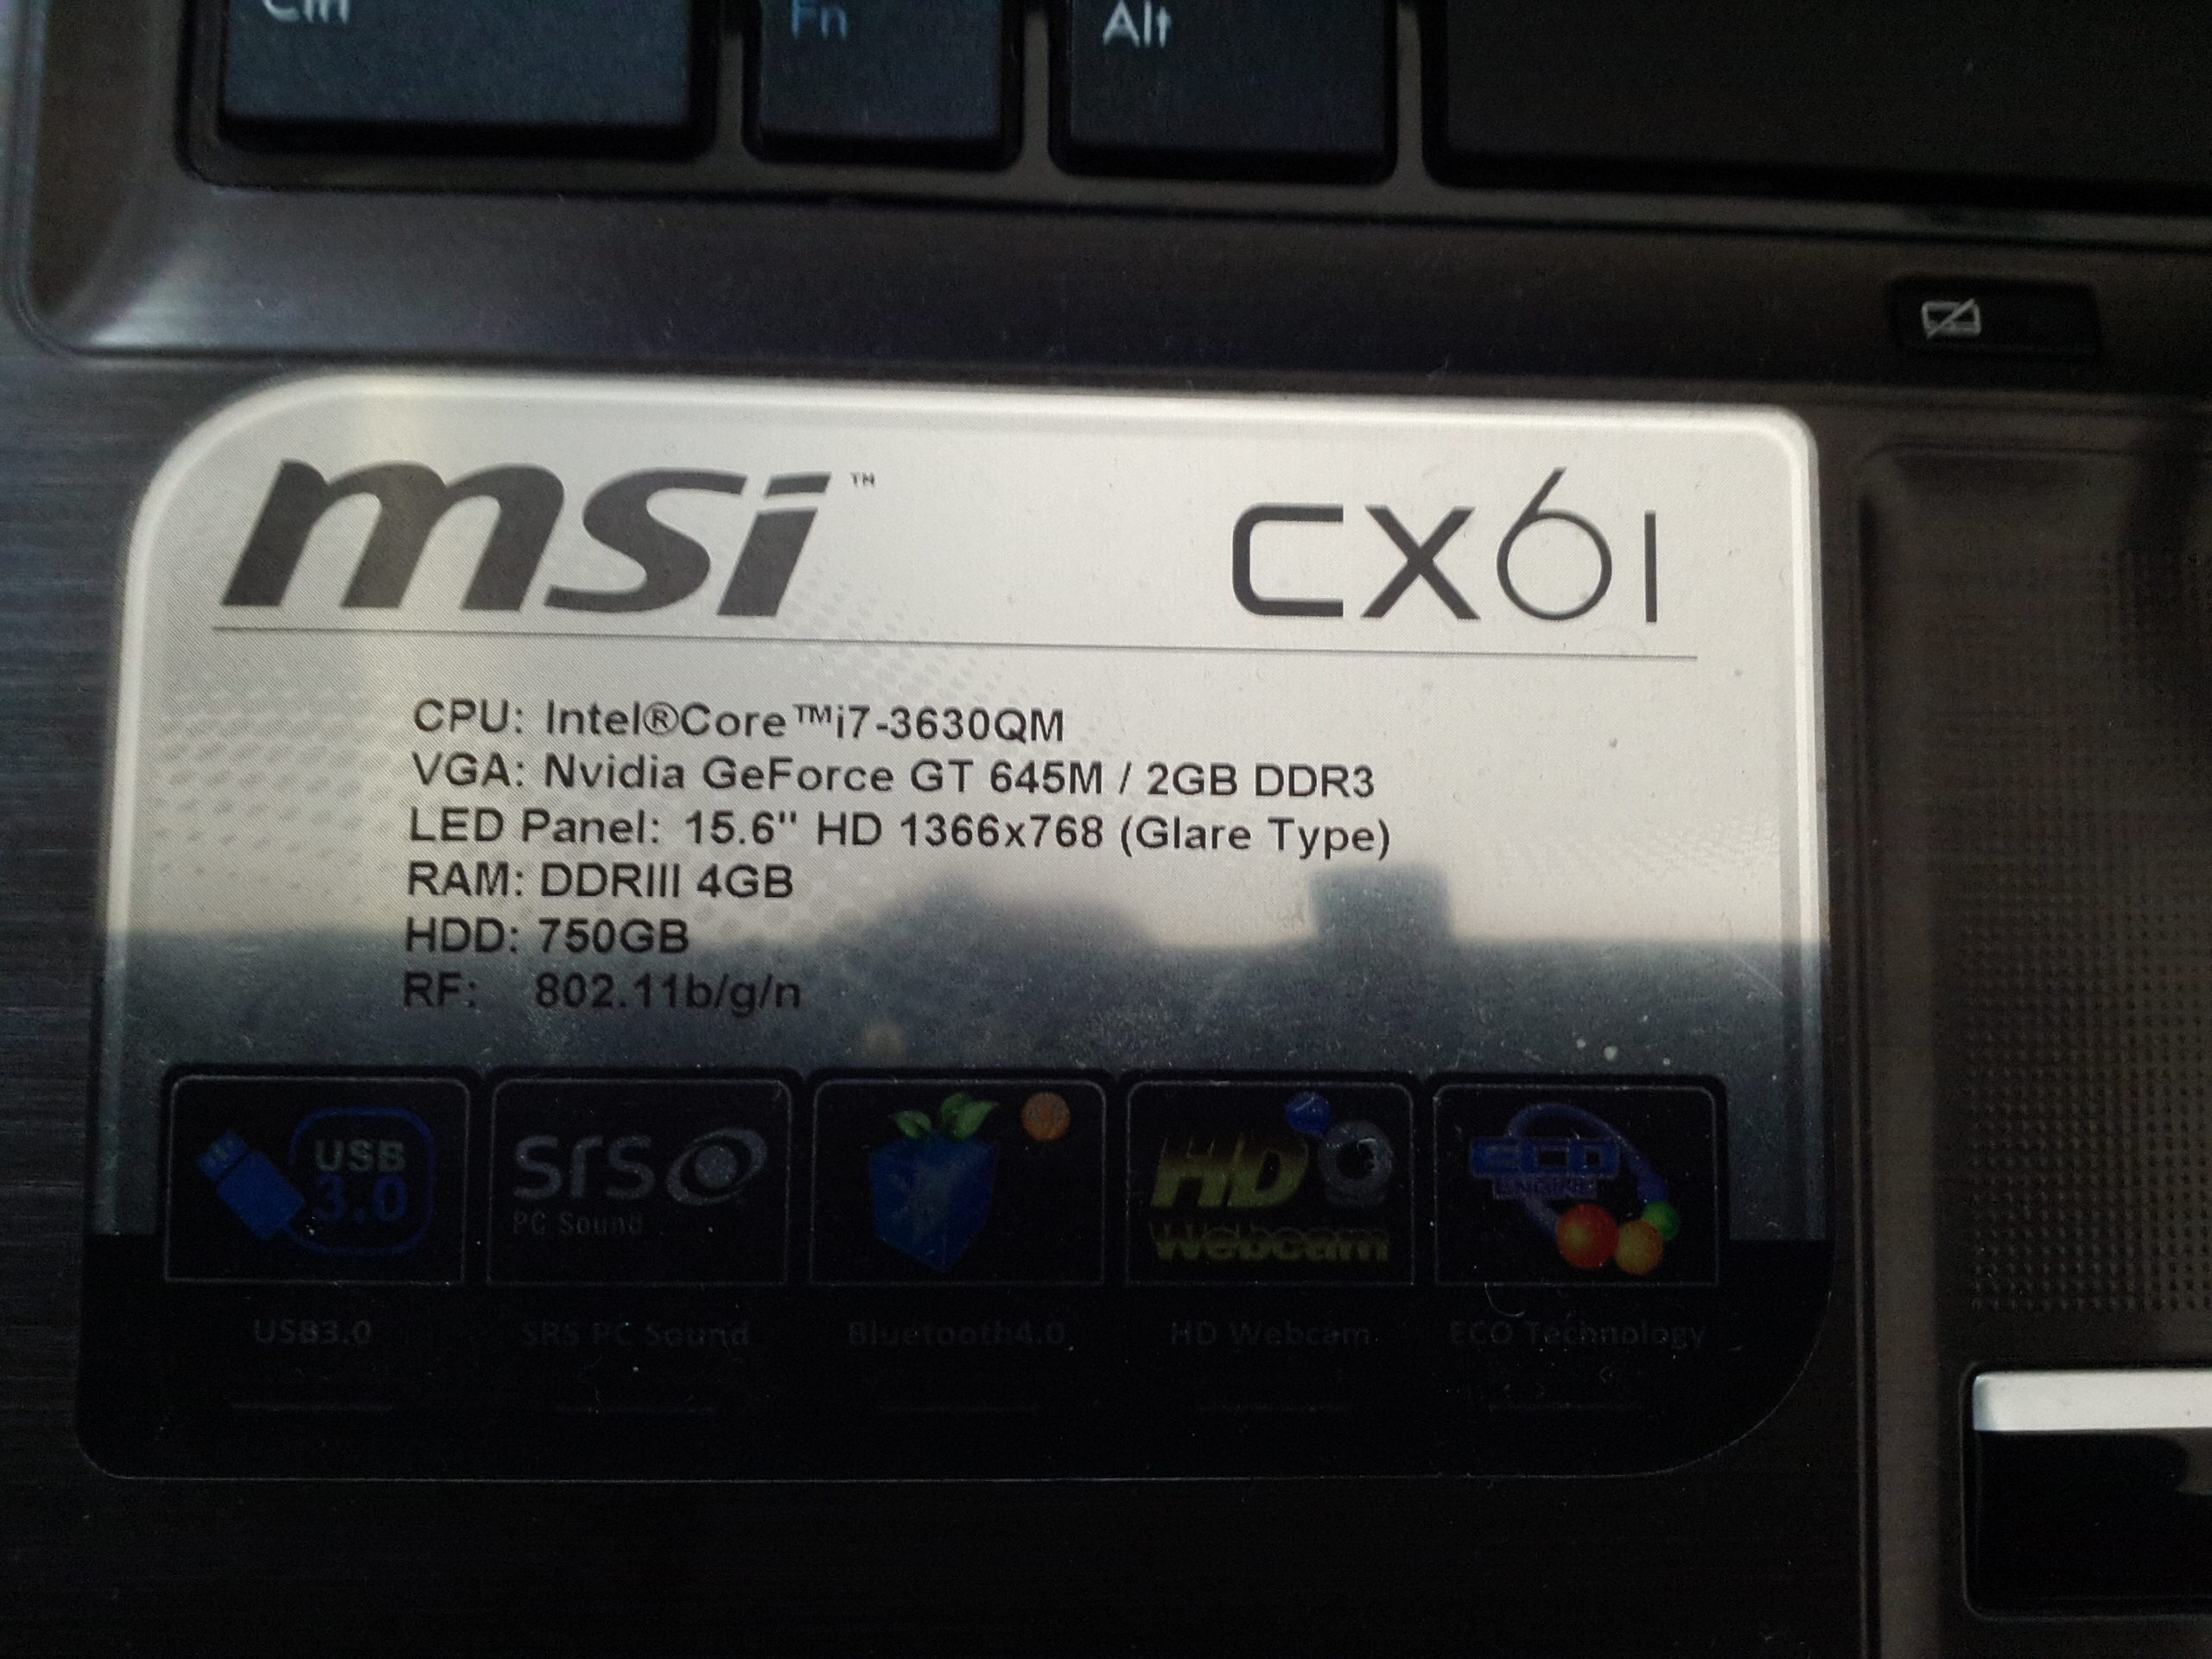 Ctrl Fn Alt
msi™ CX61
CPU: Intel®Core™i7-3630QM
VGA: Nvidia GeForce GT 645M / 2GB DDR3
LED Panel: 15.6" HD 1366x768 (Glare Type)
RAM: DDRIII 4GB
HDD: 750GB
RF: 802.11b/g/n
USB 3.0
srs PC Sound
HD Webcam
eco ENGINE
USB3.0 SRS PC Sound Bluetooth4.0 HD Webcam ECO Technology